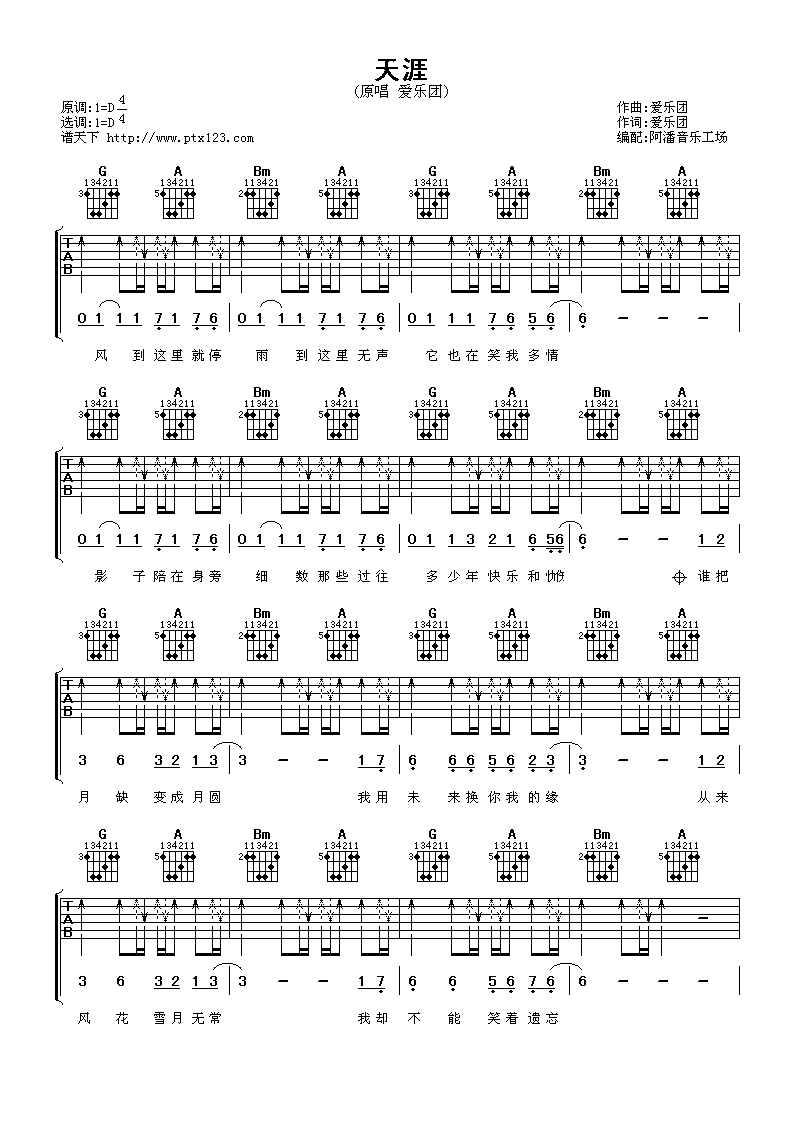 天涯
(原唱 爱乐团)
原调:1=D 4/4 作曲:爱乐团
选调:1=D 作词:爱乐团
谱天下 http://www.ptx123.com 编配:阿潘音乐工场
G A Bm A G A Bm A
134211 134211 113421 134211 134211 134211 113421 134211
3 5 2 5 3 5 2 5
T
A
B
0 1 1 1 7 1 7 6 0 1 1 1 7 1 7 6 0 1 1 1 7 6 5 6 6 - - -
风 到这里就停 雨 到这里无声 它也在笑我多情
G A Bm A G A Bm A
134211 134211 113421 134211 134211 134211 113421 134211
3 5 2 5 3 5 2 5
T
A
B
0 1 1 1 7 1 7 6 0 1 1 1 7 1 7 6 0 1 1 3 2 1 6 56 6 - - 1 2
影 子陪在身旁 细 数那些过往 多少年快乐和忧 谁把
G A Bm A G A Bm A
134211 134211 113421 134211 134211 134211 113421 134211
3 5 2 5 3 5 2 5
T
A
B
3 6 3 2 1 3 3 - - 1 7 6 6 6 5 6 2 3 3 - - 1 2
月 缺 变成月圆 我用 未 来换你我的缘 从来
G A Bm A G A Bm A
134211 134211 113421 134211 134211 134211 113421 134211
3 5 2 5 3 5 2 5
T
A
B
-
3 6 3 2 1 3 3 - - 1 7 6 6 5 6 7 6 6 - - -
风 花 雪月无常 我却 不 能 笑着遗忘